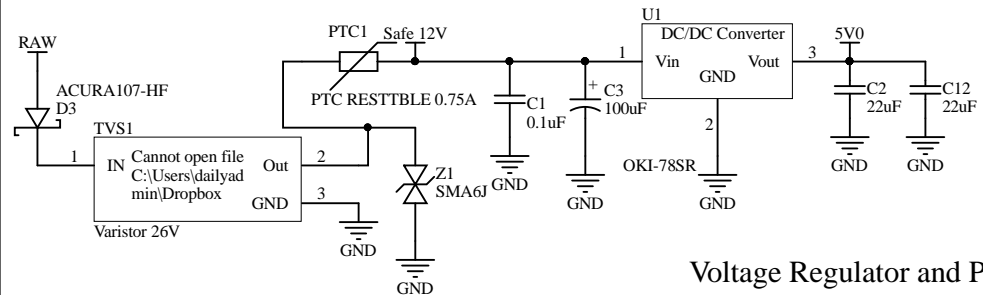 RAW
PTC1
Safe 12V
U1
DC/DC Converter
5V0
ACURA107-HF
D3
PTC RESTTBLE 0.75A
1
Vin
Vout
3
GND
TVS1
1
IN
Cannot open file
C:\Users\dailyad
min\Dropbox
Out
2
GND
3
Varistor 26V
GND
Z1
SMA6J
GND
C1
0.1uF
GND
+
C3
100uF
GND
2
OKI-78SR
GND
C2
22uF
GND
C12
22uF
GND
Voltage Regulator and P